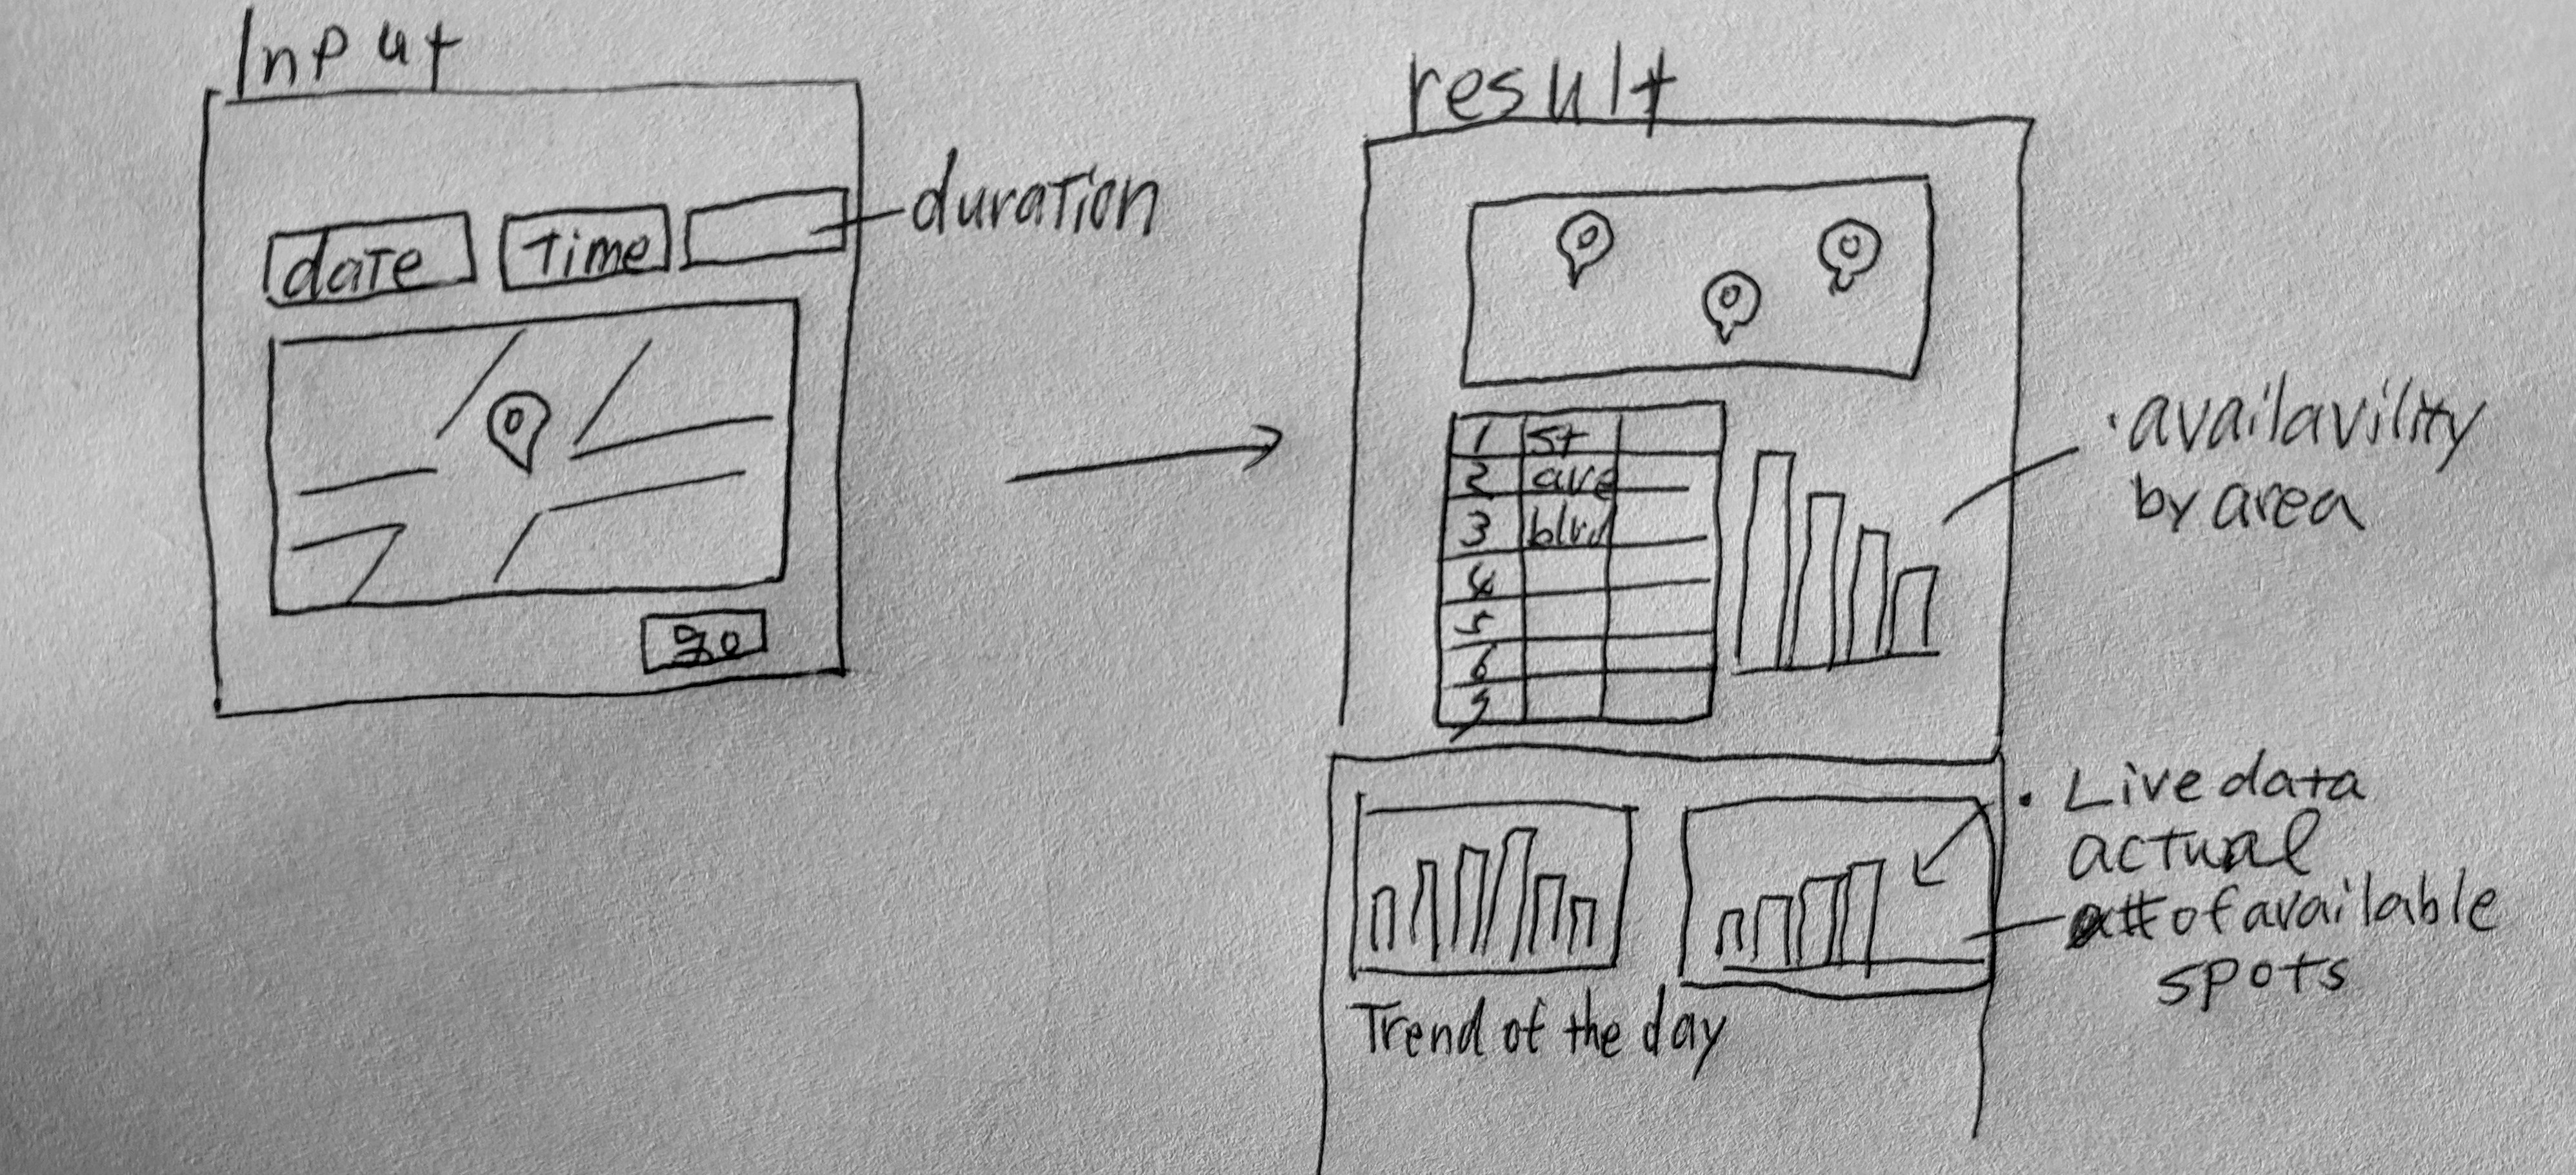 Input
date
Time
duration
go
result
1 st
2 ave
3 blvd
4
5
6
7
• availavility
by area
Trend of the day
• Live data
actual
# of available
spots